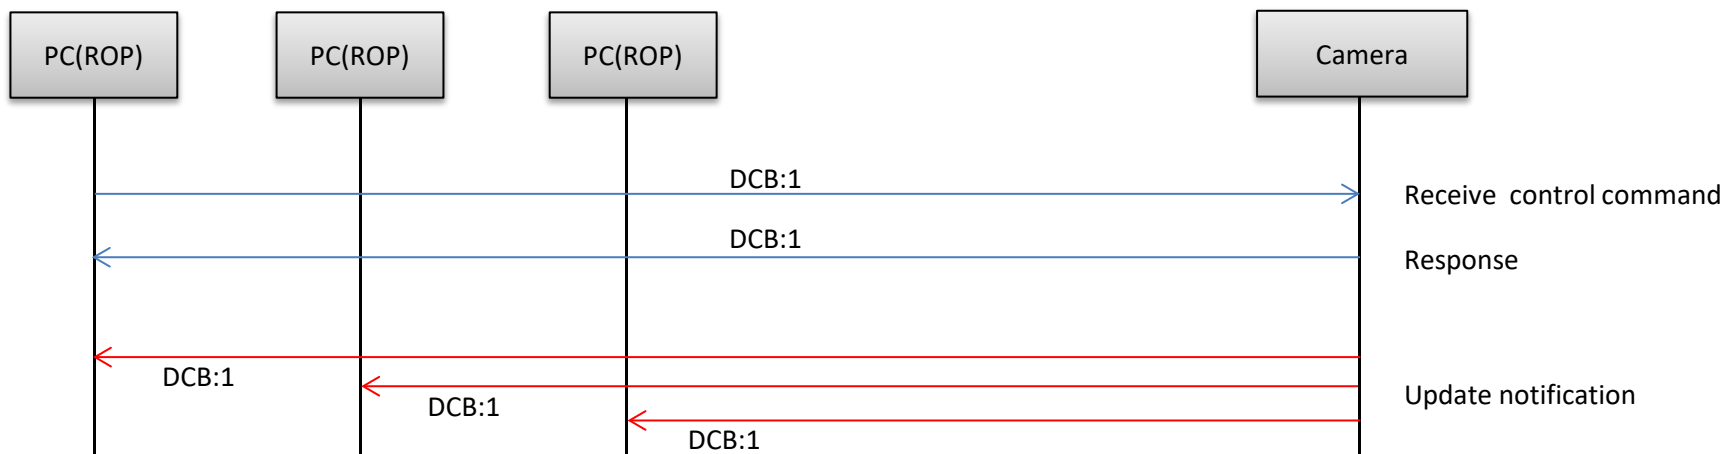 PC(ROP)
PC(ROP)
PC(ROP)
Camera
DCB:1
Receive  control command
DCB:1
Response
DCB:1
DCB:1
Update notification
DCB:1